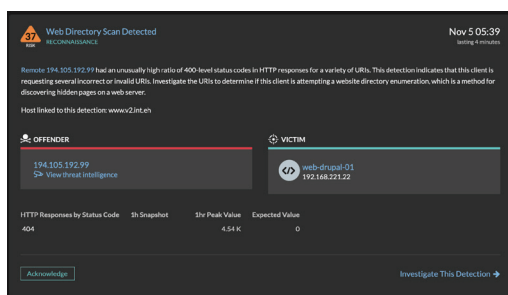 37
RISK
Web Directory Scan Detected
RECONNAISSANCE
Nov 5 05:39
lasting 4 minutes
Remote 194.105.192.99 had an unusually high ratio of 400-level status codes in HTTP responses for a variety of URIs. This detection indicates that this client is
requesting several incorrect or invalid URIs. Investigate the URIs to determine if this client is attempting a website directory enumeration, which is a method for
discovering hidden pages on a web server.
Host linked to this detection: www.v2.int.eh
OFFENDER
194.105.192.99
View threat intelligence
VICTIM
</>
web-drupal-01
192.168.221.22
HTTP Responses by Status Code 1h Snapshot 1hr Peak Value Expected Value
404 4.54 K 0
Acknowledge
Investigate This Detection →